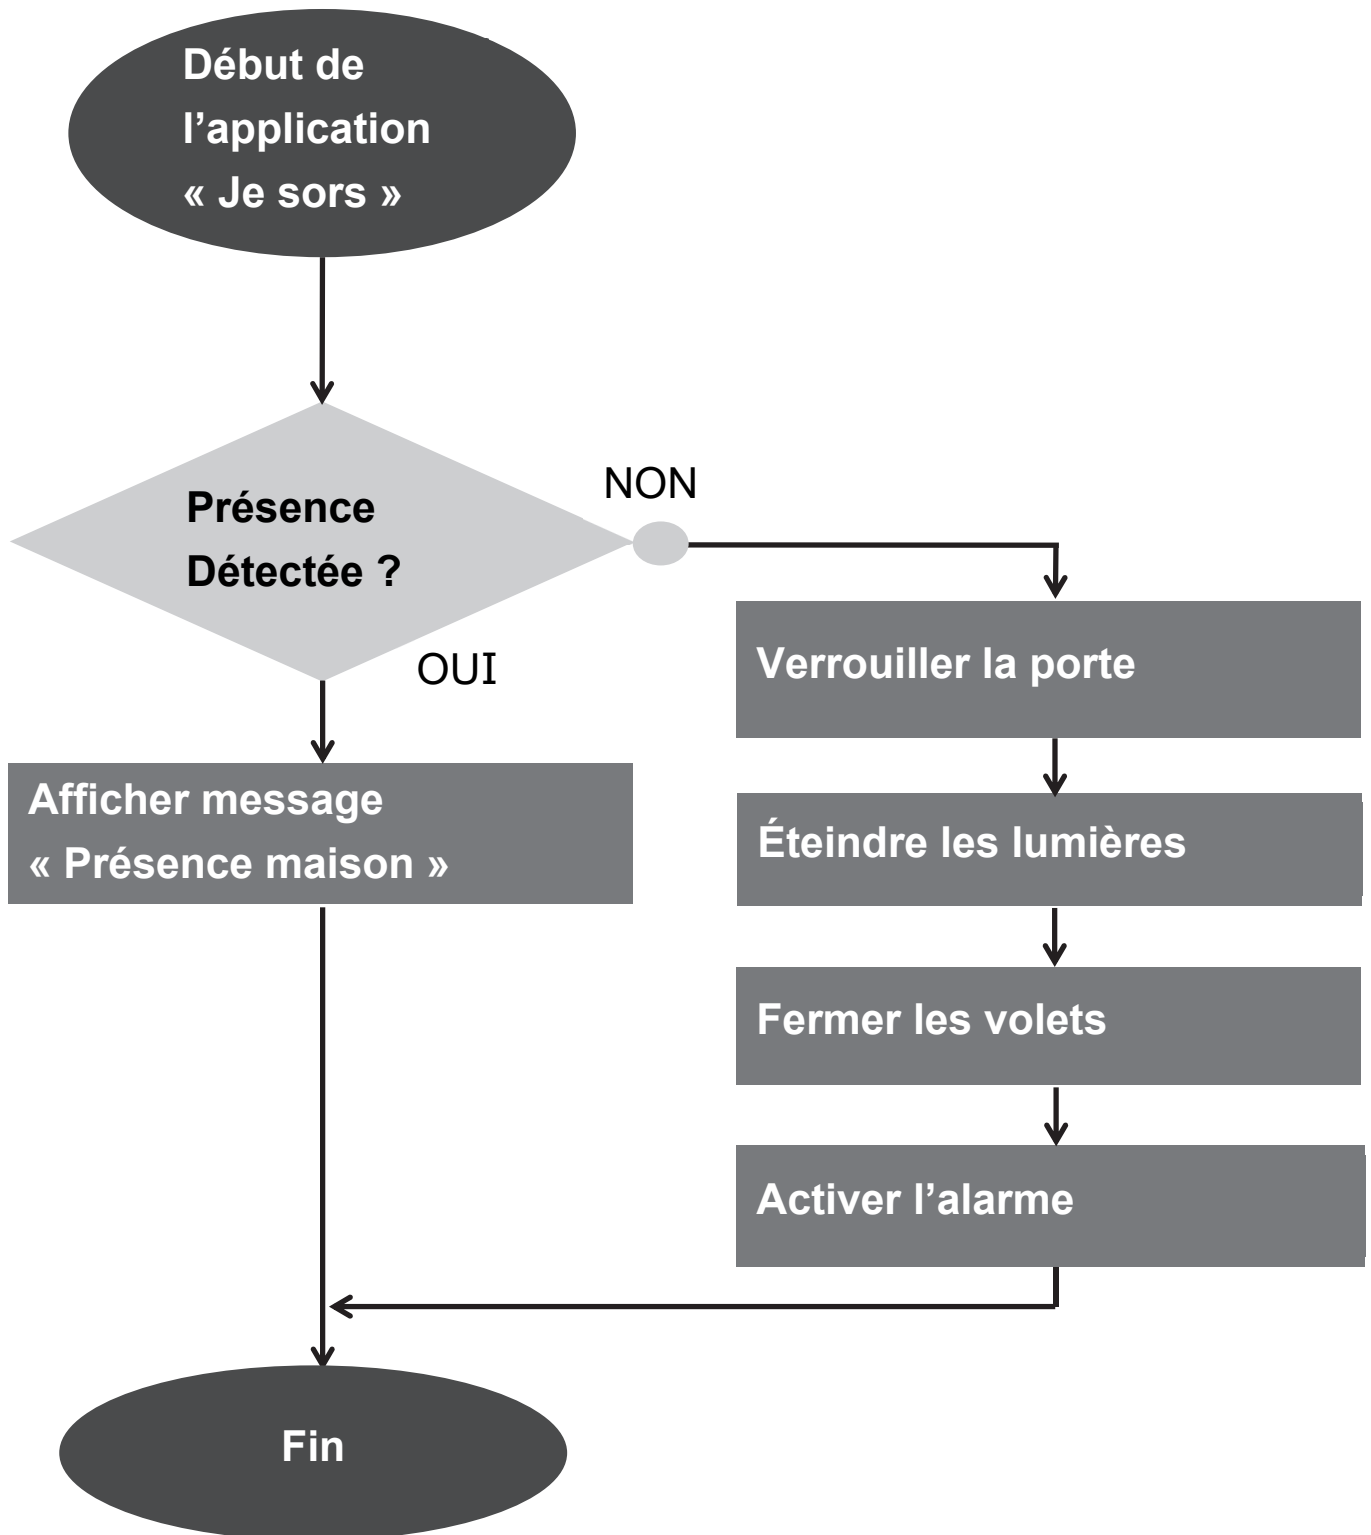 Début de
l’application
« Je sors »
NON
Présence
Détectée ?
OUI
Verrouiller la porte
Afficher message
« Présence maison »
Éteindre les lumières
Fermer les volets
Activer l’alarme
Fin